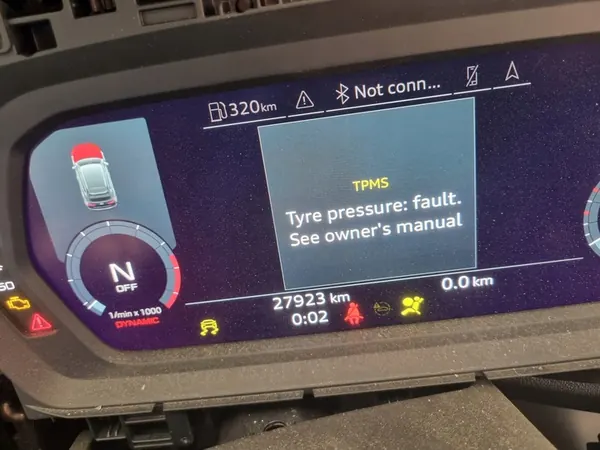 320km
Not conn...
TPMS
Tyre pressure: fault.
See owner's manual
N
OFF
1/min x 1000
DYNAMIC
27923 km
0.0 km
0:02